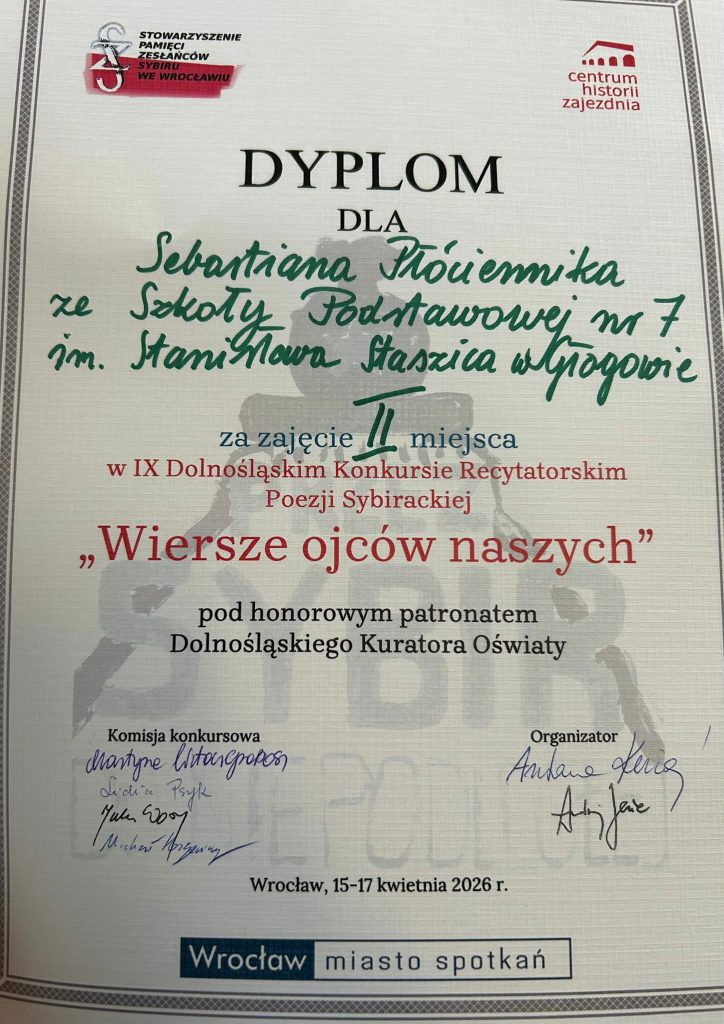 STOWARZYSZENIE
PAMIĘCI
ZESŁAŃCÓW
SYBIRU
WE WROCŁAWIU
centrum
historii
zajezdnia
DYPLOM
DLA
Sebastiana Płóciennika
ze Szkoły Podstawowej nr 7
im. Stanisława Staszica w Głogowie
za zajęcie II miejsca
w IX Dolnośląskim Konkursie Recytatorskim
Poezji Sybirackiej
„Wiersze ojców naszych”
pod honorowym patronatem
Dolnośląskiego Kuratora Oświaty
SYBIR
Komisja konkursowa
Organizator
Wrocław, 15-17 kwietnia 2026 r.
Wrocław miasto spotkań